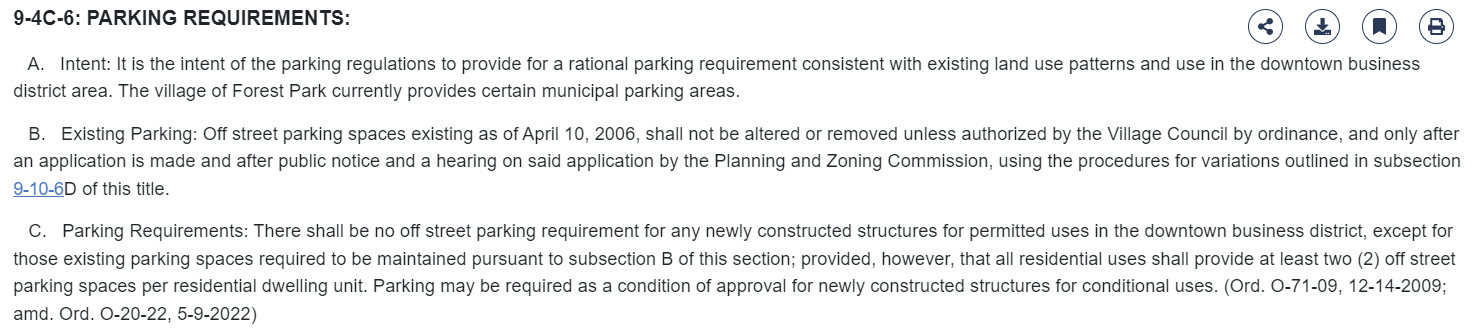 9-4C-6: PARKING REQUIREMENTS:
A. Intent: It is the intent of the parking regulations to provide for a rational parking requirement consistent with existing land use patterns and use in the downtown business
district area. The village of Forest Park currently provides certain municipal parking areas.
B. Existing Parking: Off street parking spaces existing as of April 10, 2006, shall not be altered or removed unless authorized by the Village Council by ordinance, and only after
an application is made and after public notice and a hearing on said application by the Planning and Zoning Commission, using the procedures for variations outlined in subsection
9-10-6D of this title.
C. Parking Requirements: There shall be no off street parking requirement for any newly constructed structures for permitted uses in the downtown business district, except for
those existing parking spaces required to be maintained pursuant to subsection B of this section; provided, however, that all residential uses shall provide at least two (2) off street
parking spaces per residential dwelling unit. Parking may be required as a condition of approval for newly constructed structures for conditional uses. (Ord. O-71-09, 12-14-2009;
amd. Ord. O-20-22, 5-9-2022)